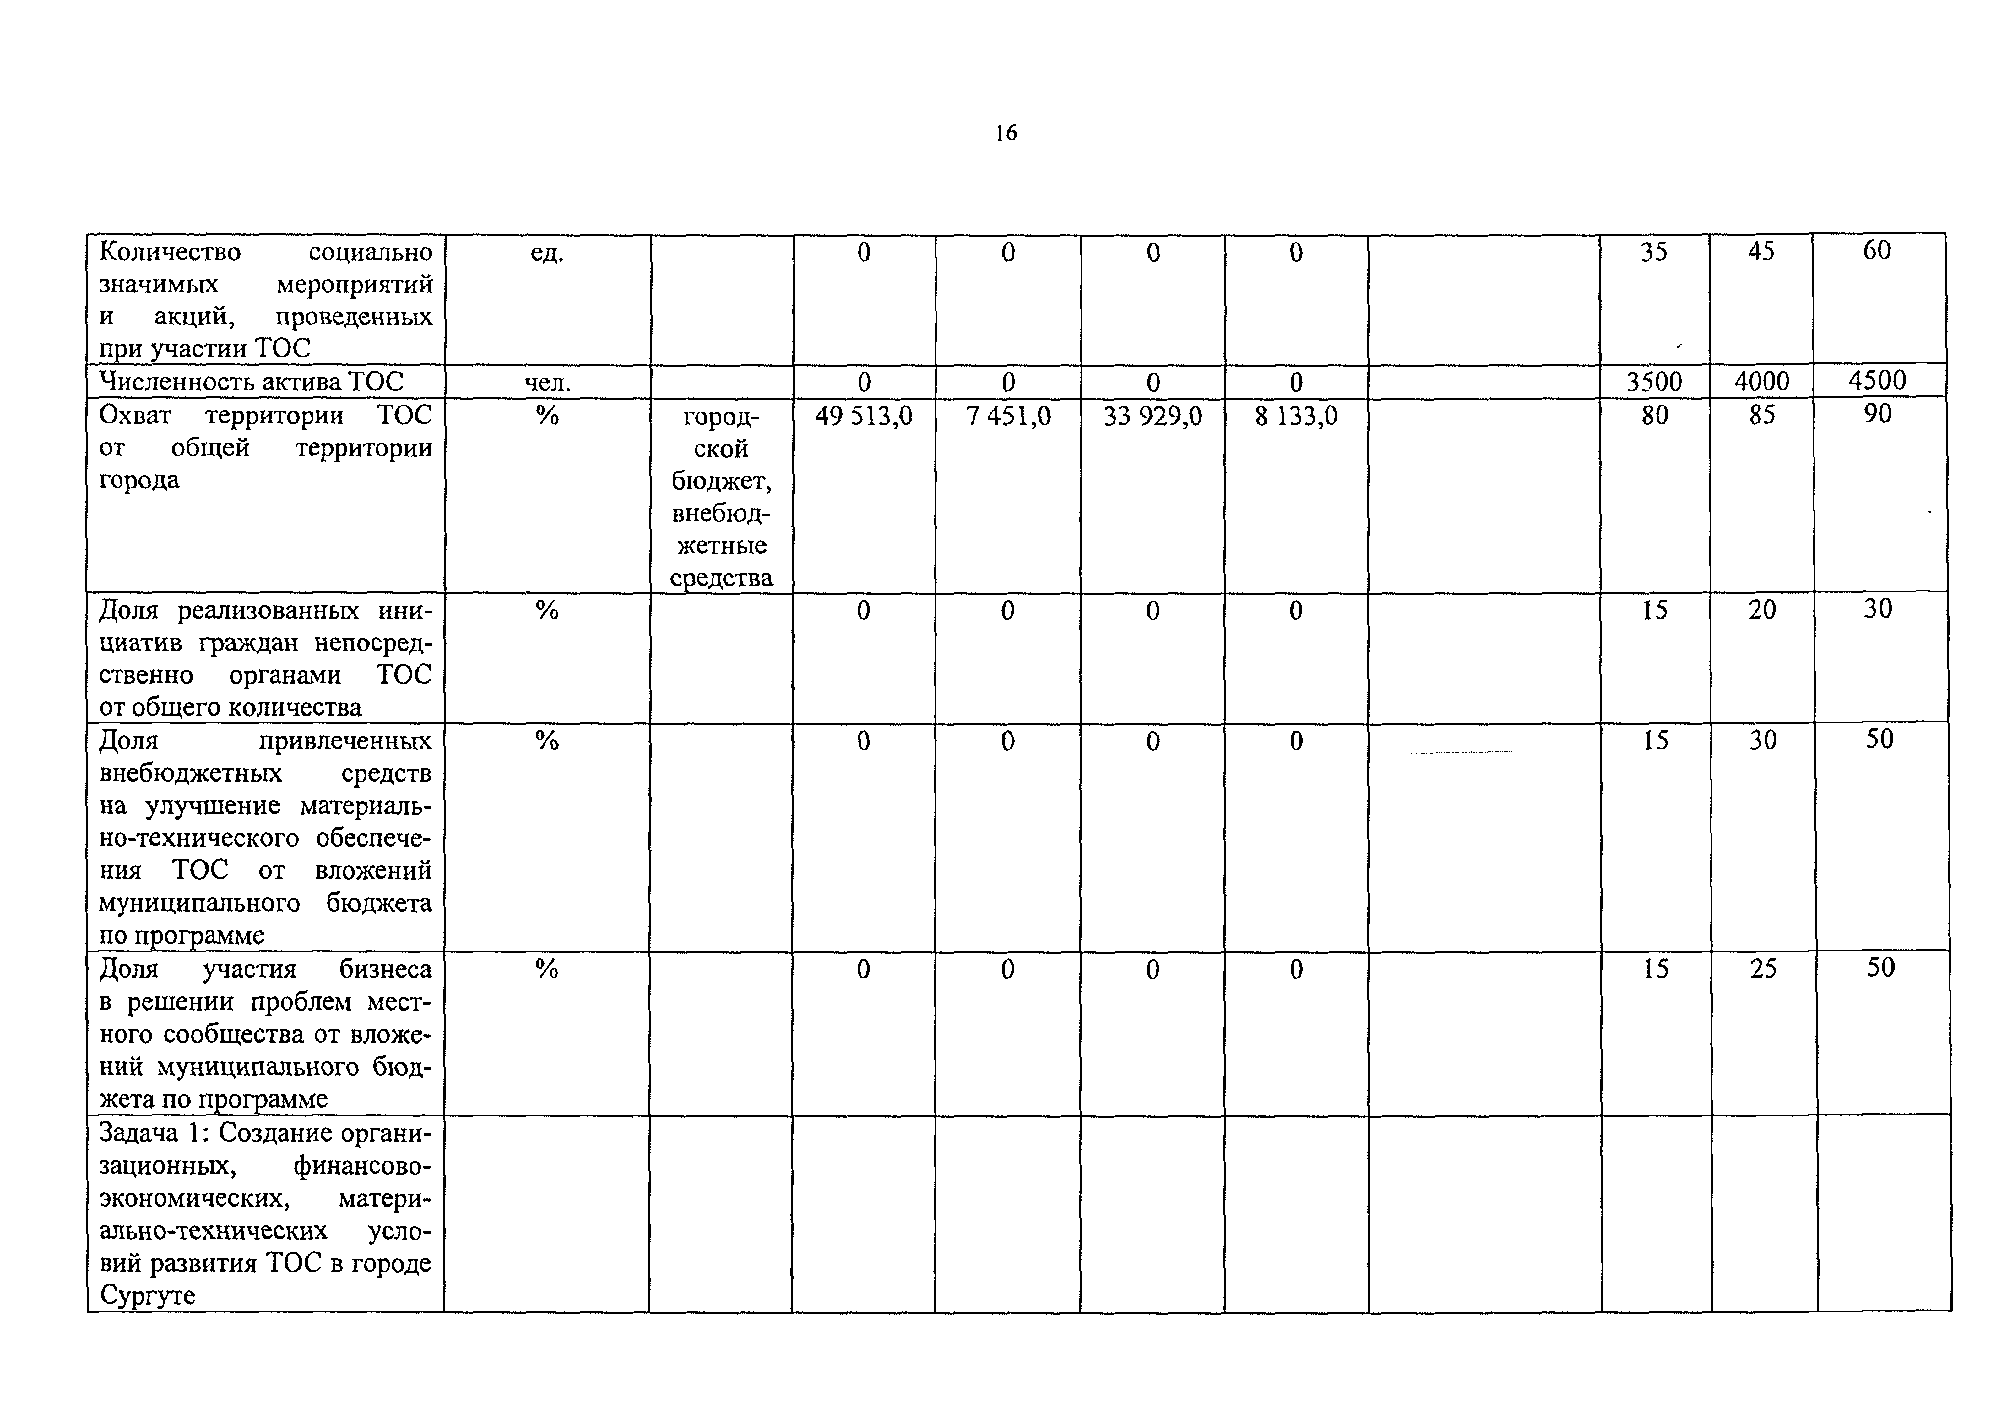 16
Количество социально ед. 0 0 0 0 35 45 60
значимых мероприятий
и акций, проведенных
при участии ТОС
Численность актива ТОС чел. 0 0 0 0 3500 4000 4500
Охват территории ТОС % город- 49 513,0 7 451,0 33 929,0 8 133,0 80 85 90
от общей территории ской
города бюджет,
внебюд-
жетные
средства
Доля реализованных ини- % 0 0 0 0 15 20 30
циатив граждан непосред-
ственно органами ТОС
от общего количества
Доля привлеченных % 0 0 0 0 15 30 50
внебюджетных средств
на улучшение материаль-
но-технического обеспече-
ния ТОС от вложений
муниципального бюджета
по программе
Доля участия бизнеса % 0 0 0 0 15 25 50
в решении проблем мест-
ного сообщества от вложе-
ний муниципального бюд-
жета по программе
Задача 1: Создание органи-
зационных, финансово-
экономических, матери-
ально-технических усло-
вий развития ТОС в городе
Сургуте